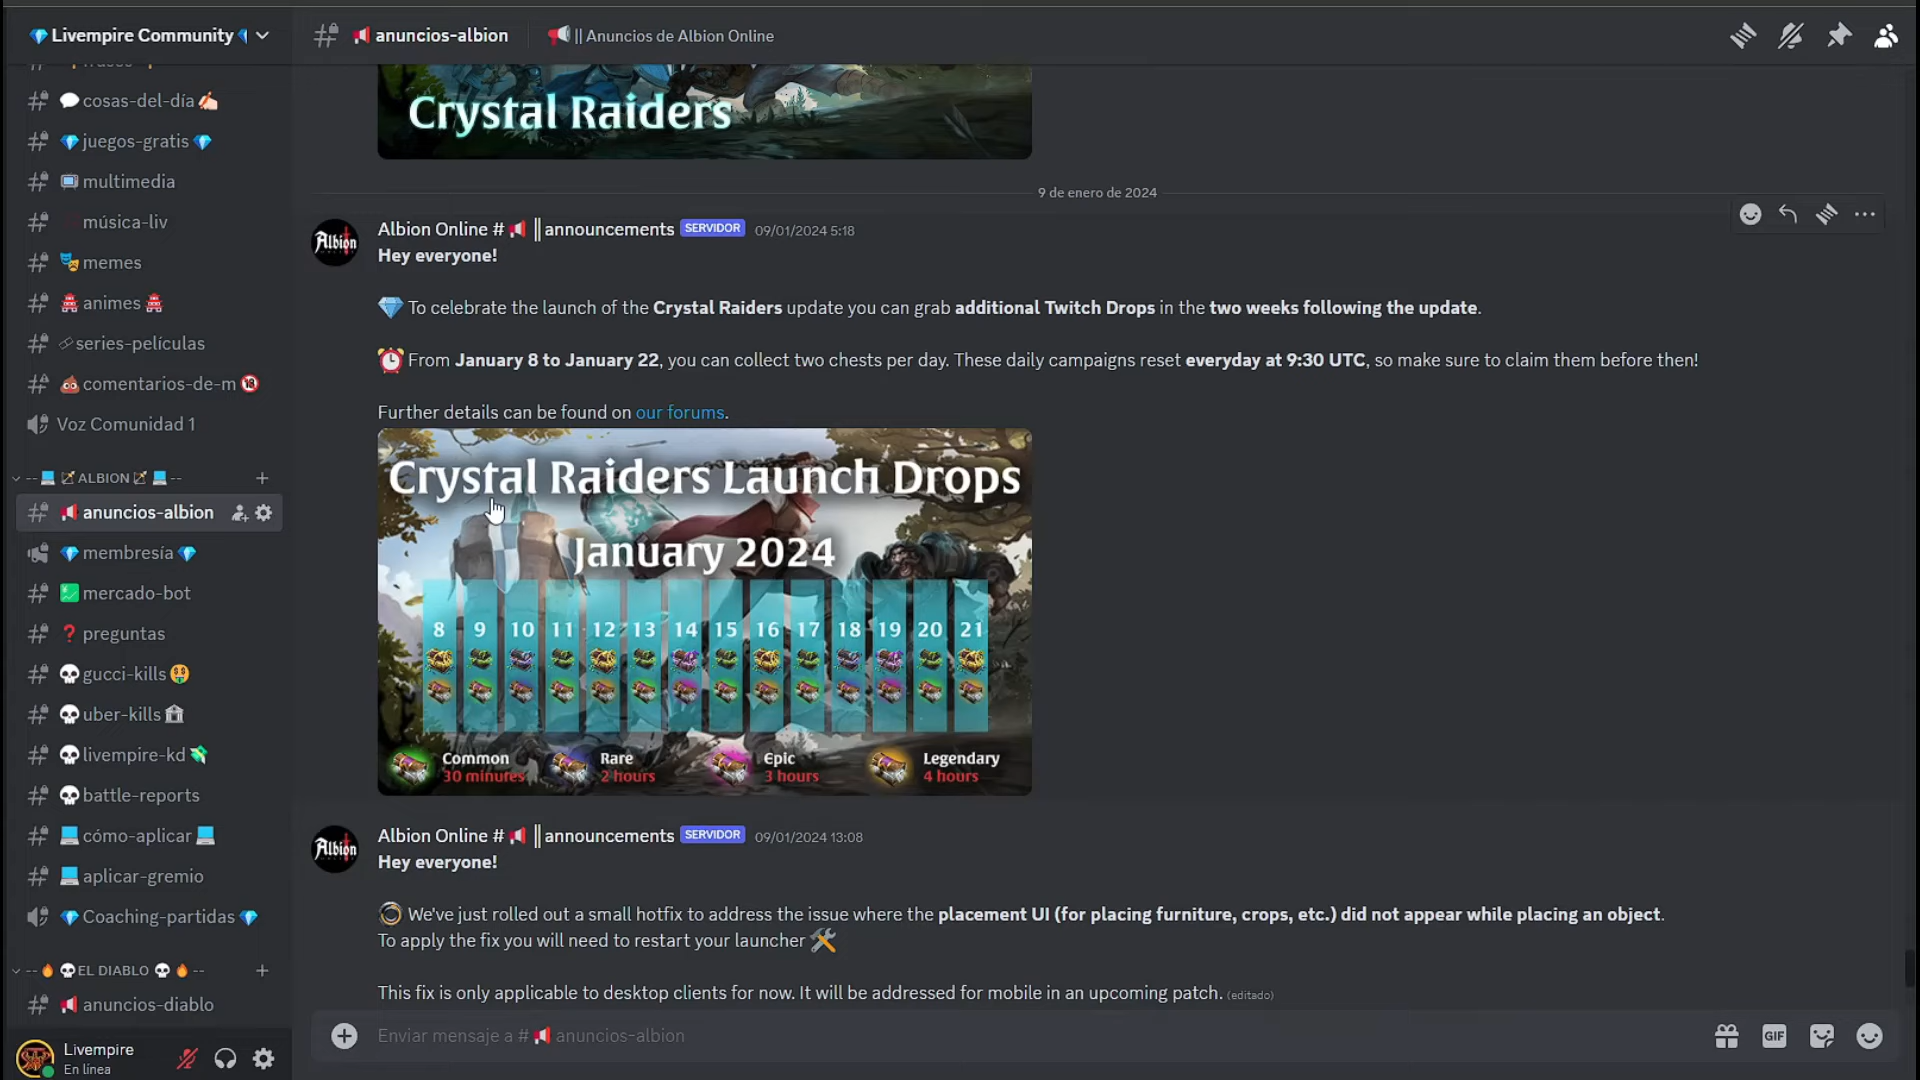 Livempire Community
anuncios-albion
|| Anuncios de Albion Online
cosas-del-día
juegos-gratis
multimedia
música-liv
memes
animes
series-películas
comentarios-de-m
Voz Comunidad 1
-- ALBION --
anuncios-albion
membresía
mercado-bot
preguntas
gucci-kills
uber-kills
livempire-kd
battle-reports
cómo-aplicar
aplicar-gremio
Coaching-partidas
-- EL DIABLO --
anuncios-diablo
Livempire
En línea
Crystal Raiders
9 de enero de 2024
Albion
Albion Online # ║announcements SERVIDOR 09/01/2024 5:18
Hey everyone!
To celebrate the launch of the Crystal Raiders update you can grab additional Twitch Drops in the two weeks following the update.
From January 8 to January 22, you can collect two chests per day. These daily campaigns reset everyday at 9:30 UTC, so make sure to claim them before then!
Further details can be found on our forums.
Crystal Raiders Launch Drops
January 2024
8 9 10 11 12 13 14 15 16 17 18 19 20 21
Common Rare Epic Legendary
30 minutes 2 hours 3 hours 4 hours
Albion
Albion Online # ║announcements SERVIDOR 09/01/2024 13:08
Hey everyone!
We've just rolled out a small hotfix to address the issue where the placement UI (for placing furniture, crops, etc.) did not appear while placing an object.
To apply the fix you will need to restart your launcher
This fix is only applicable to desktop clients for now. It will be addressed for mobile in an upcoming patch. (editado)
Enviar mensaje a # anuncios-albion
GIF